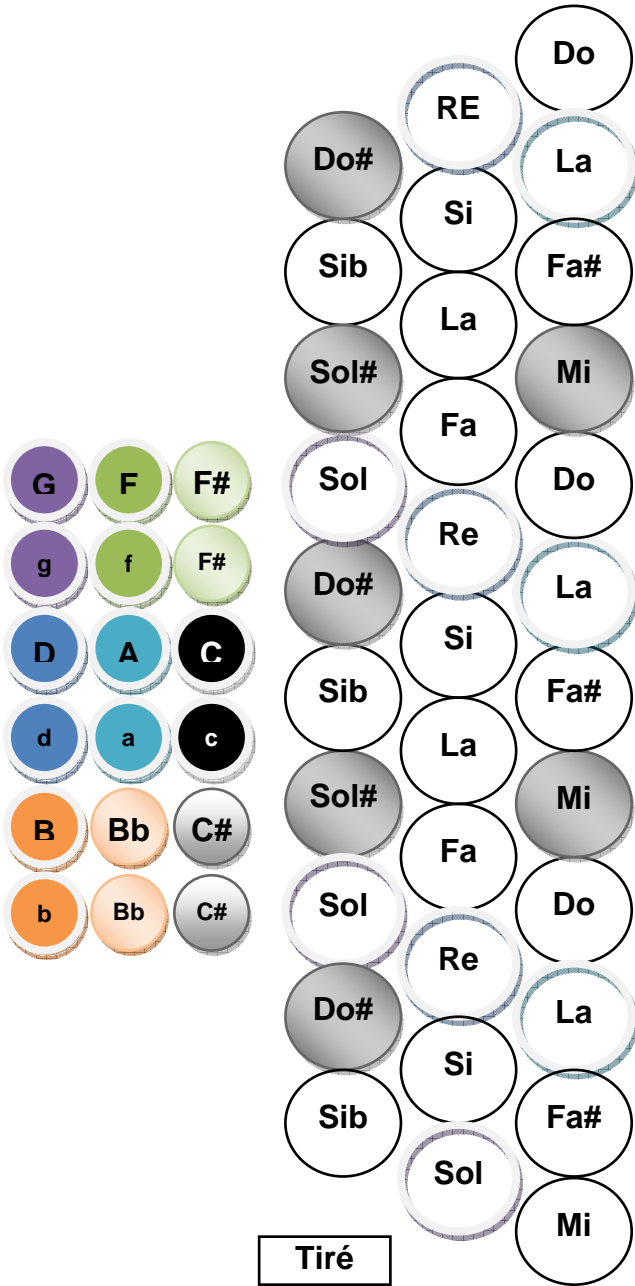 G F F#
g f F#
D A C
d a c
B Bb C#
b Bb C#
Do
RE
Do# La
Si
Sib Fa#
La
Sol# Mi
Fa
Sol Do
Re
Do# La
Si
Sib Fa#
La
Sol# Mi
Fa
Sol Do
Re
Do# La
Si
Sib Fa#
Sol
Mi
Tiré